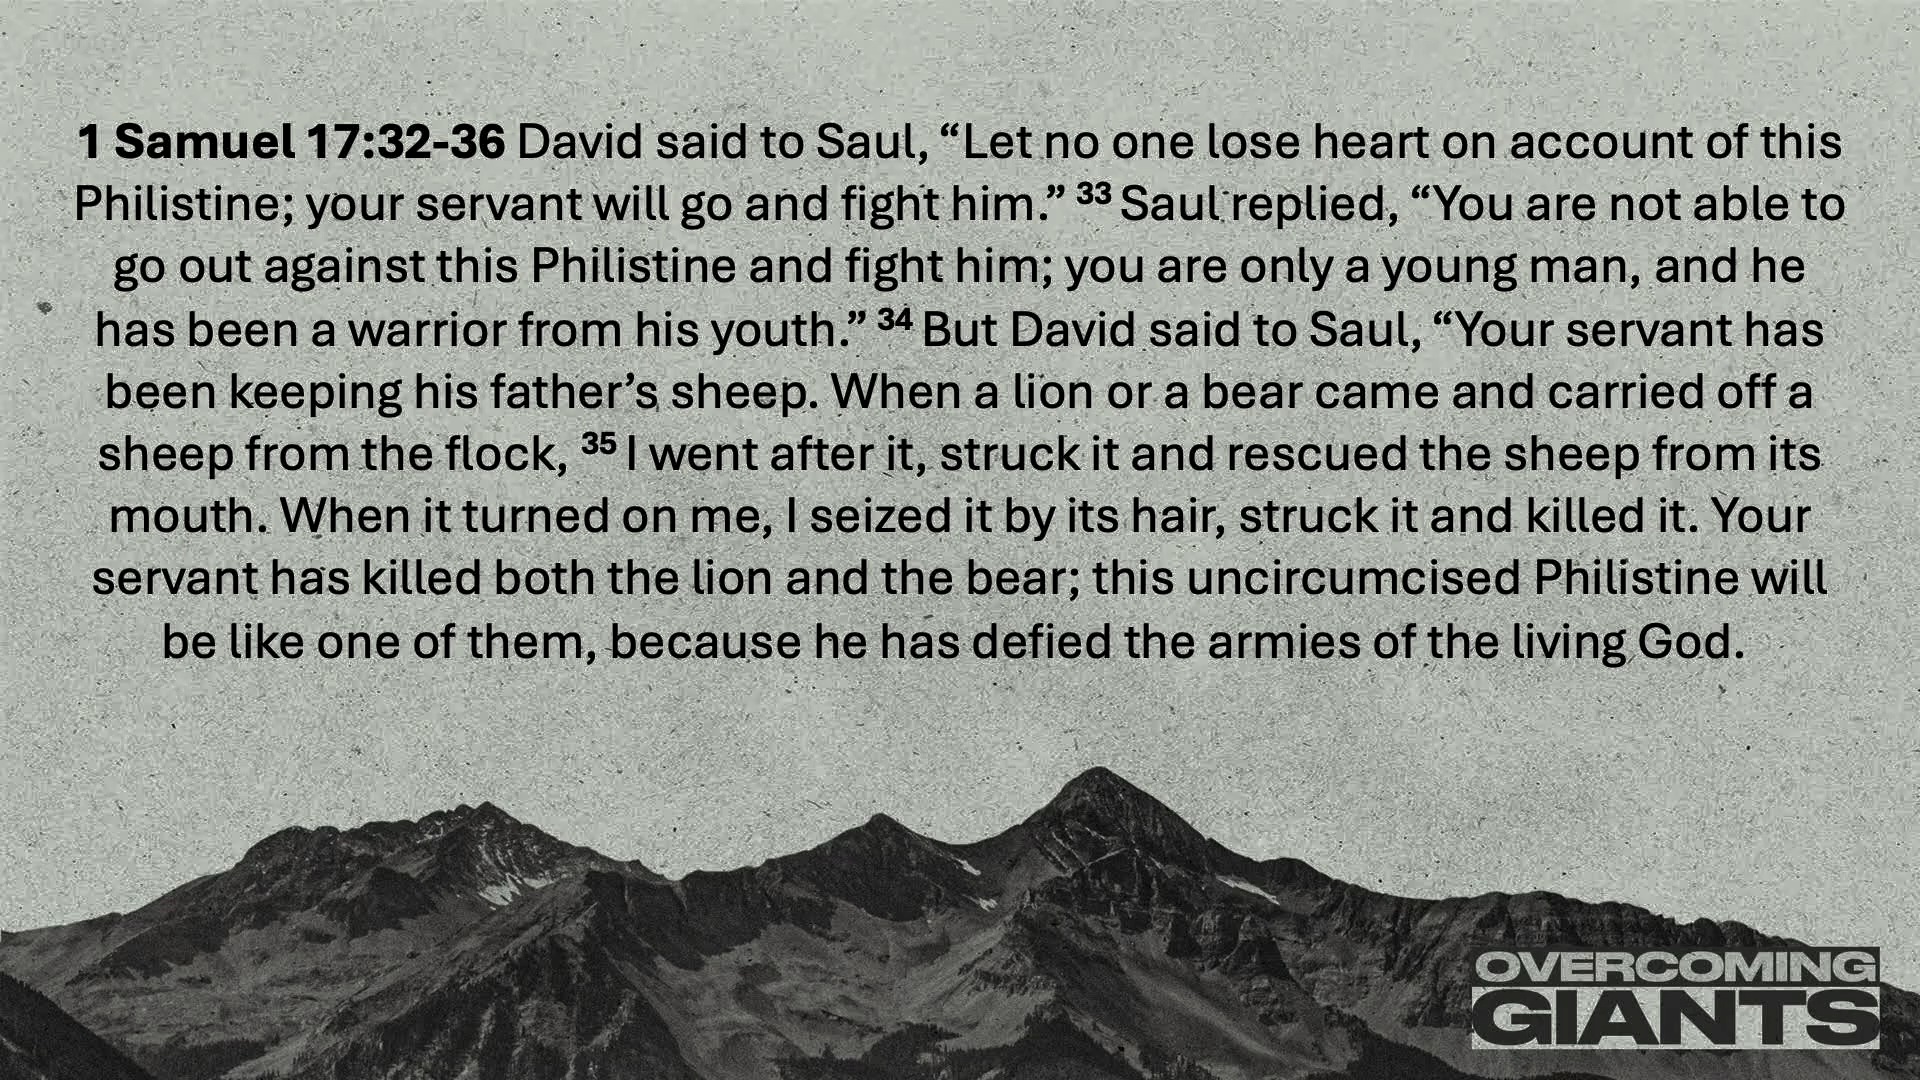 1 Samuel 17:32-36 David said to Saul, “Let no one lose heart on account of this
Philistine; your servant will go and fight him.” 33 Saul replied, “You are not able to
go out against this Philistine and fight him; you are only a young man, and he
has been a warrior from his youth.” 34 But David said to Saul, “Your servant has
been keeping his father’s sheep. When a lion or a bear came and carried off a
sheep from the flock, 35 I went after it, struck it and rescued the sheep from its
mouth. When it turned on me, I seized it by its hair, struck it and killed it. Your
servant has killed both the lion and the bear; this uncircumcised Philistine will
be like one of them, because he has defied the armies of the living God.
OVERCOMING
GIANTS